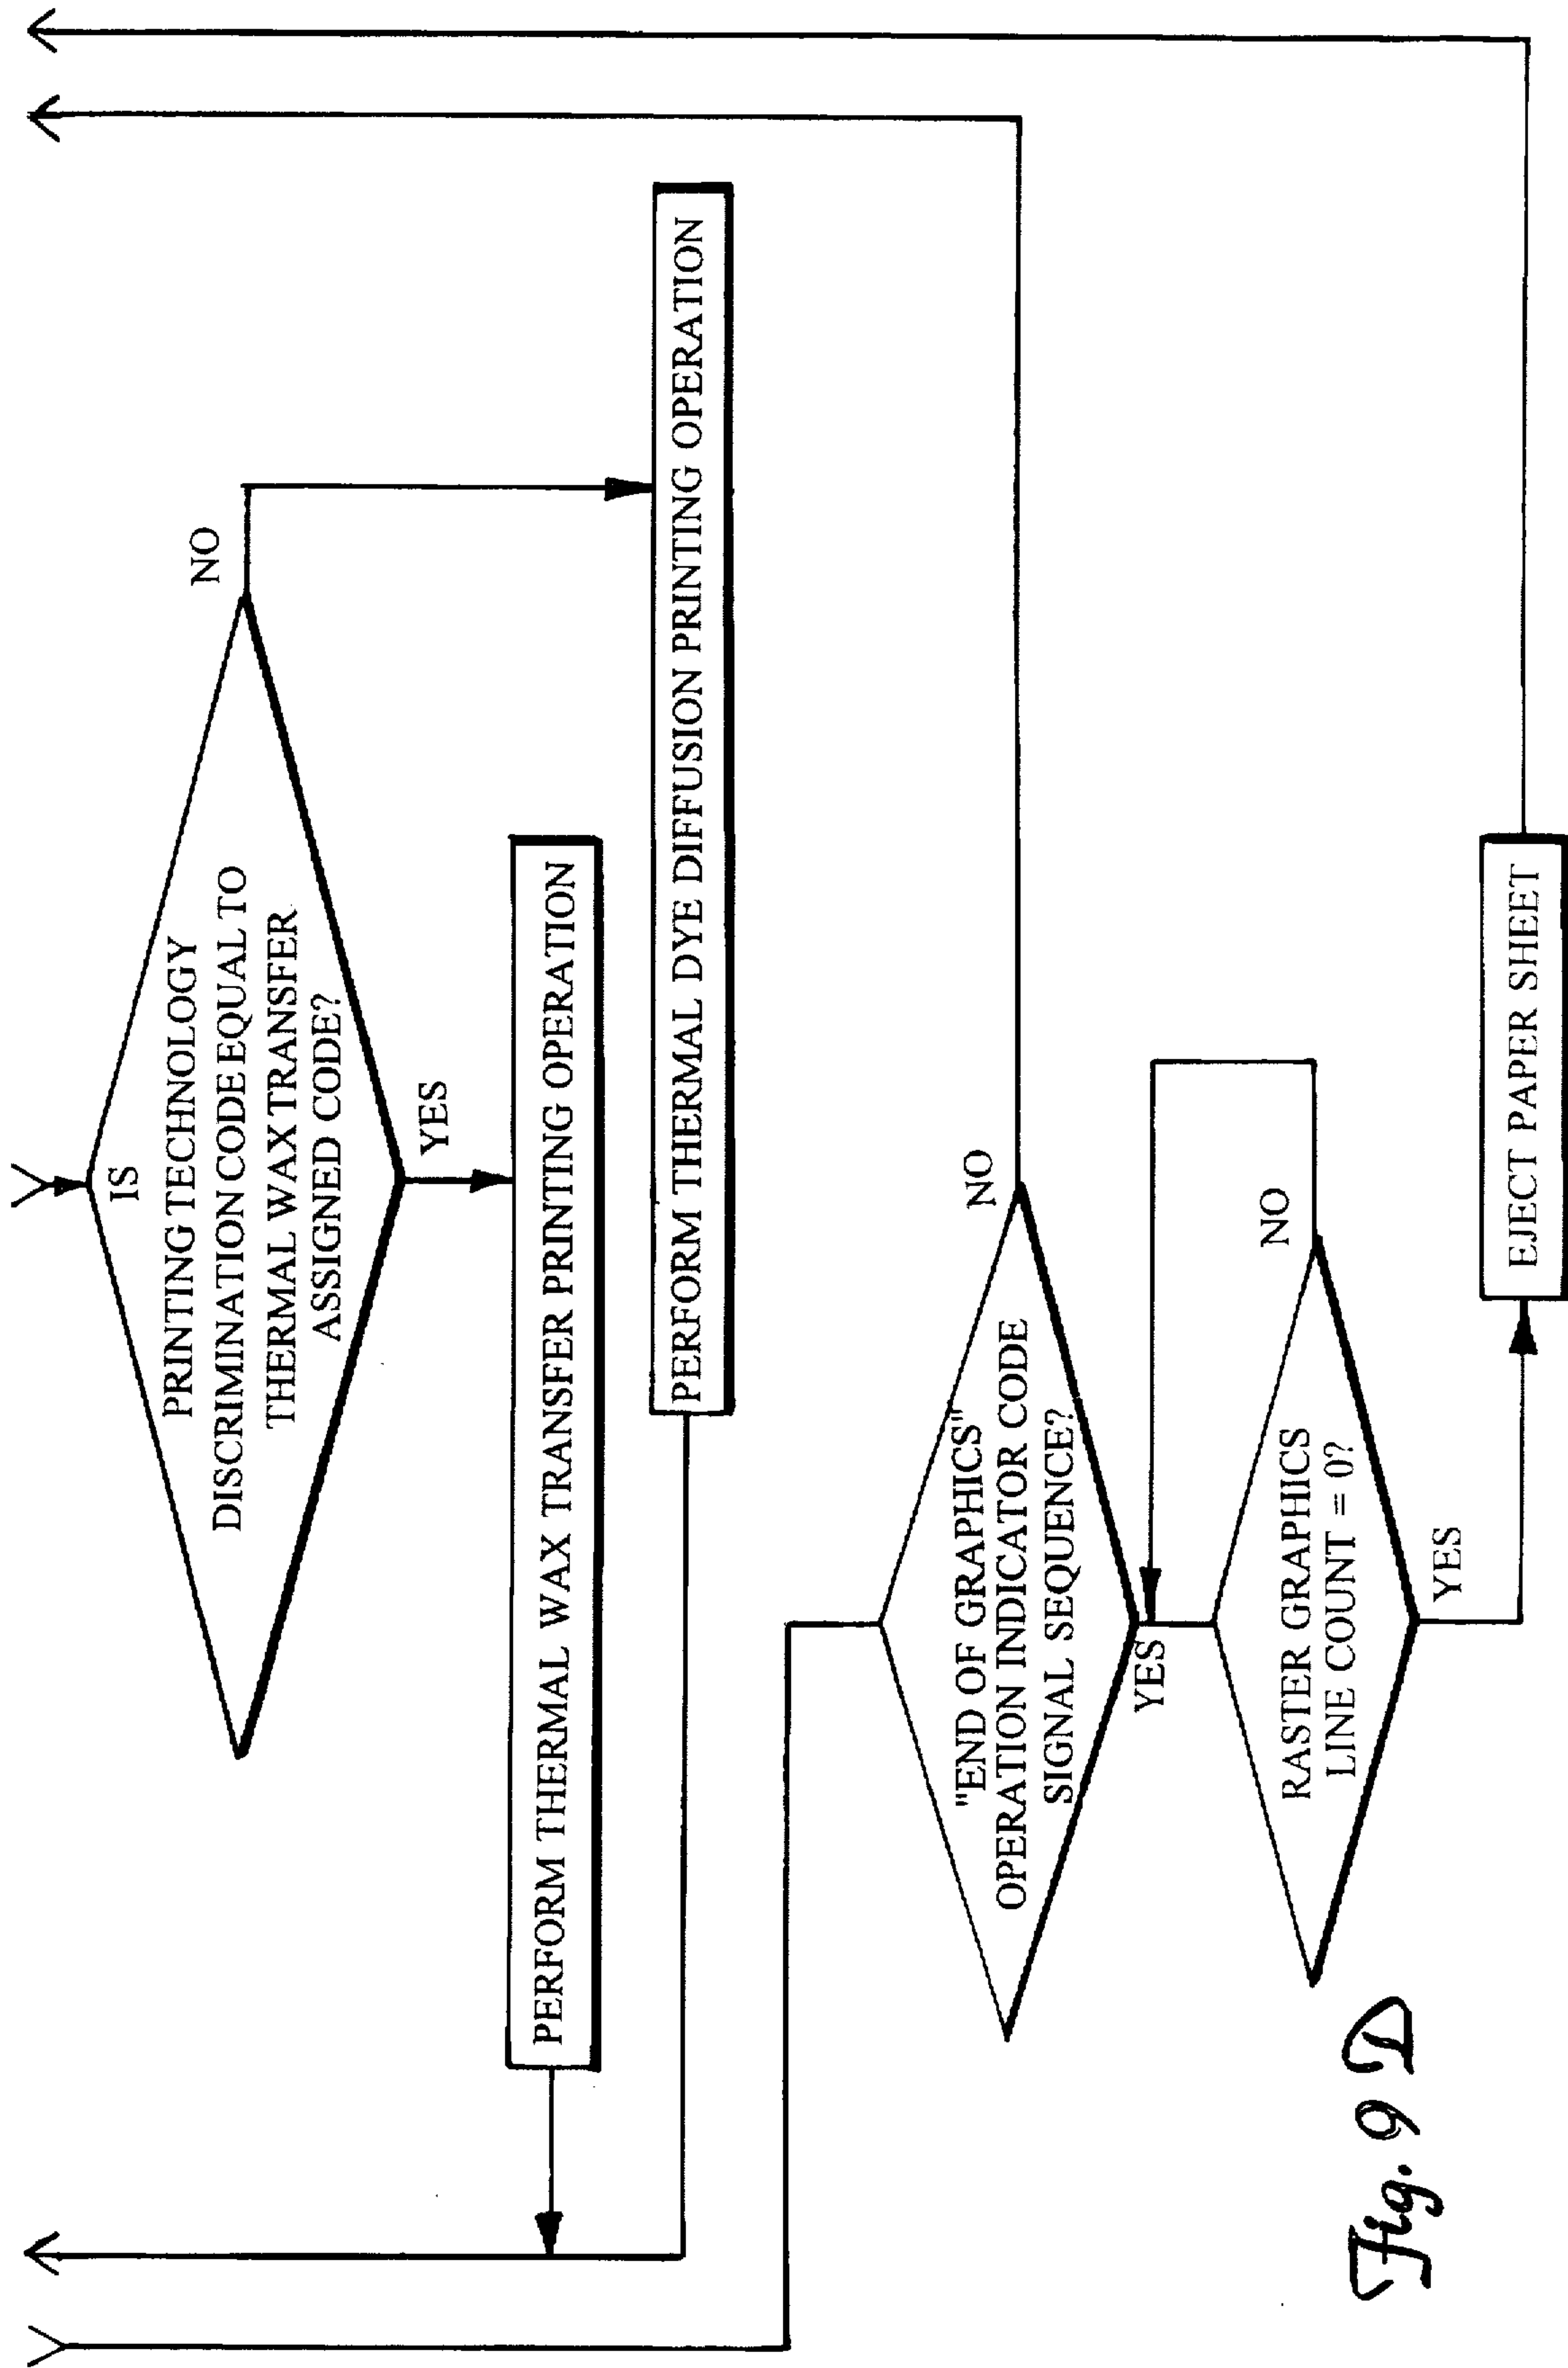 IS
PRINTING TECHNOLOGY
DISCRIMINATION CODE EQUAL TO
THERMAL WAX TRANSFER
ASSIGNED CODE?
NO
YES
PERFORM THERMAL WAX TRANSFER PRINTING OPERATION
PERFORM THERMAL DYE DIFFUSION PRINTING OPERATION
"END OF GRAPHICS"
OPERATION INDICATOR CODE
SIGNAL SEQUENCE?
NO
YES
RASTER GRAPHICS
LINE COUNT = 0?
NO
YES
EJECT PAPER SHEET
Fig. 9 D